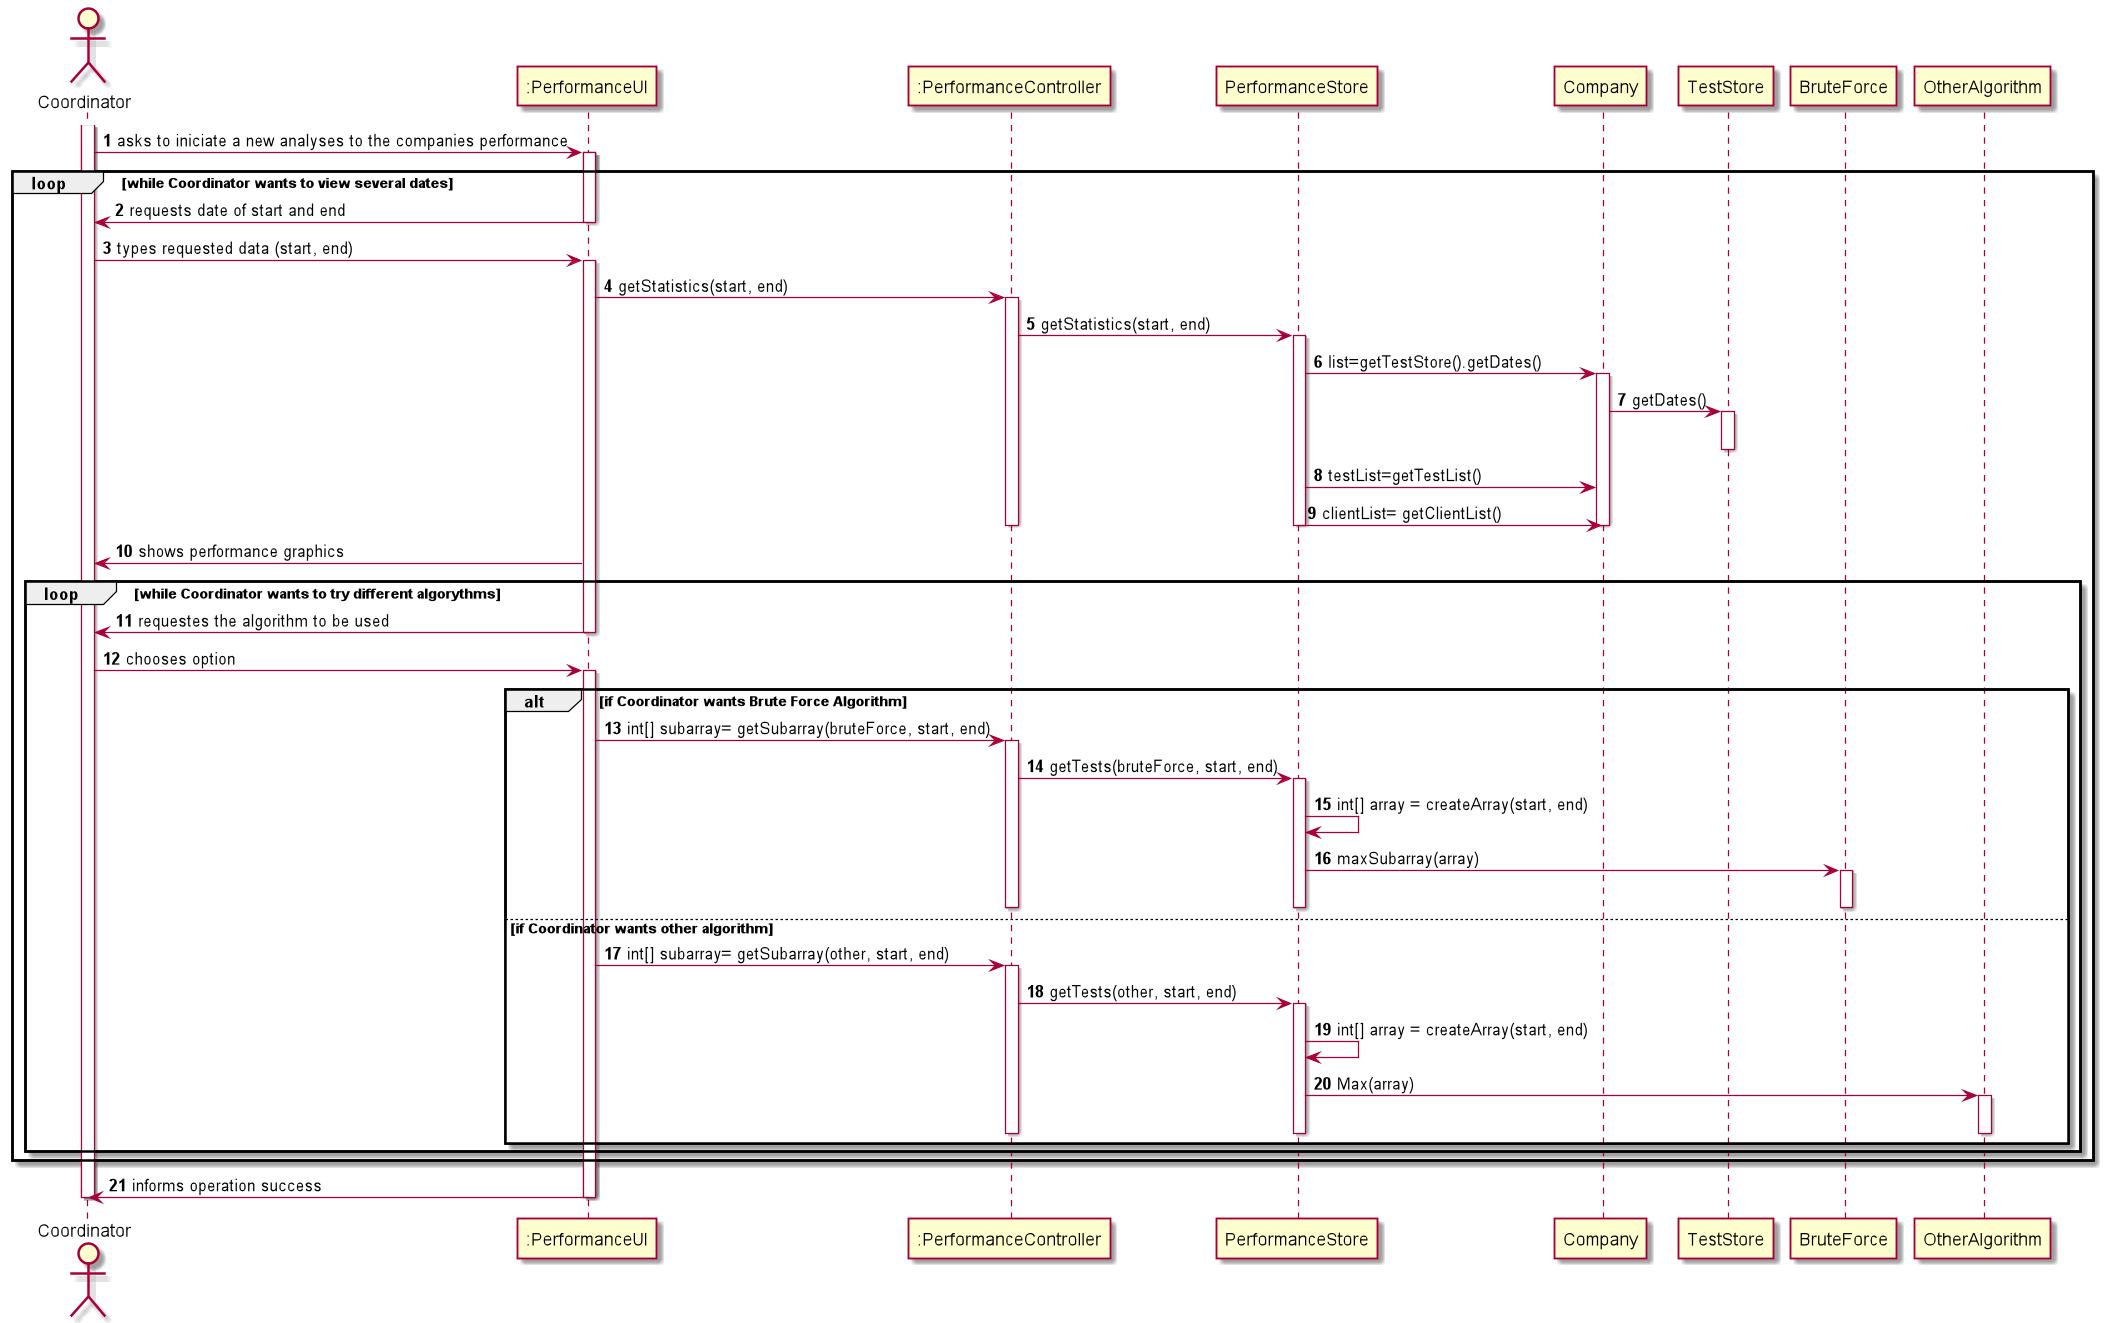 Coordinator
:PerformanceUI
:PerformanceController
PerformanceStore
Company
TestStore
BruteForce
OtherAlgorithm
1 asks to iniciate a new analyses to the companies performance
loop [while Coordinator wants to view several dates]
2 requests date of start and end
3 types requested data (start, end)
4 getStatistics(start, end)
5 getStatistics(start, end)
6 list=getTestStore().getDates()
7 getDates()
8 testList=getTestList()
9 clientList= getClientList()
10 shows performance graphics
loop [while Coordinator wants to try different algorythms]
11 requestes the algorithm to be used
12 chooses option
alt [if Coordinator wants Brute Force Algorithm]
13 int[] subarray= getSubarray(bruteForce, start, end)
14 getTests(bruteForce, start, end)
15 int[] array = createArray(start, end)
16 maxSubarray(array)
[if Coordinator wants other algorithm]
17 int[] subarray= getSubarray(other, start, end)
18 getTests(other, start, end)
19 int[] array = createArray(start, end)
20 Max(array)
21 informs operation success
Coordinator
:PerformanceUI
:PerformanceController
PerformanceStore
Company
TestStore
BruteForce
OtherAlgorithm